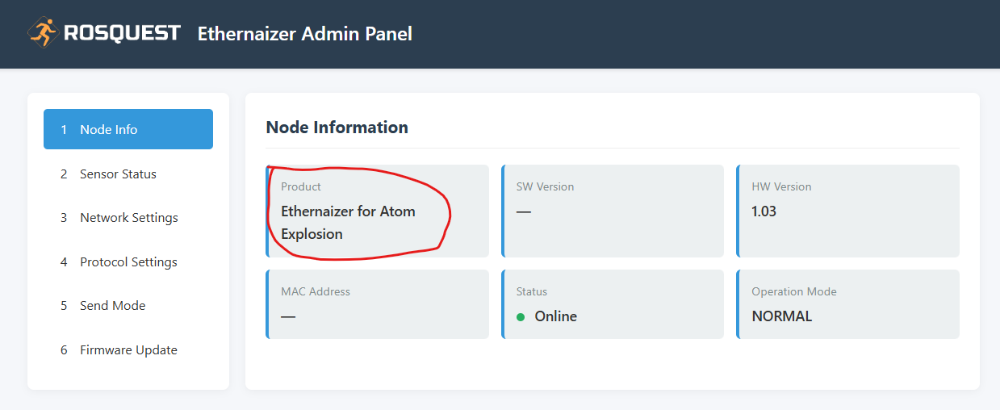 ROSQUEST Ethernaizer Admin Panel
1 Node Info
2 Sensor Status
3 Network Settings
4 Protocol Settings
5 Send Mode
6 Firmware Update
Node Information
Product
Ethernaizer for Atom
Explosion
SW Version
—
HW Version
1.03
MAC Address
—
Status
Online
Operation Mode
NORMAL